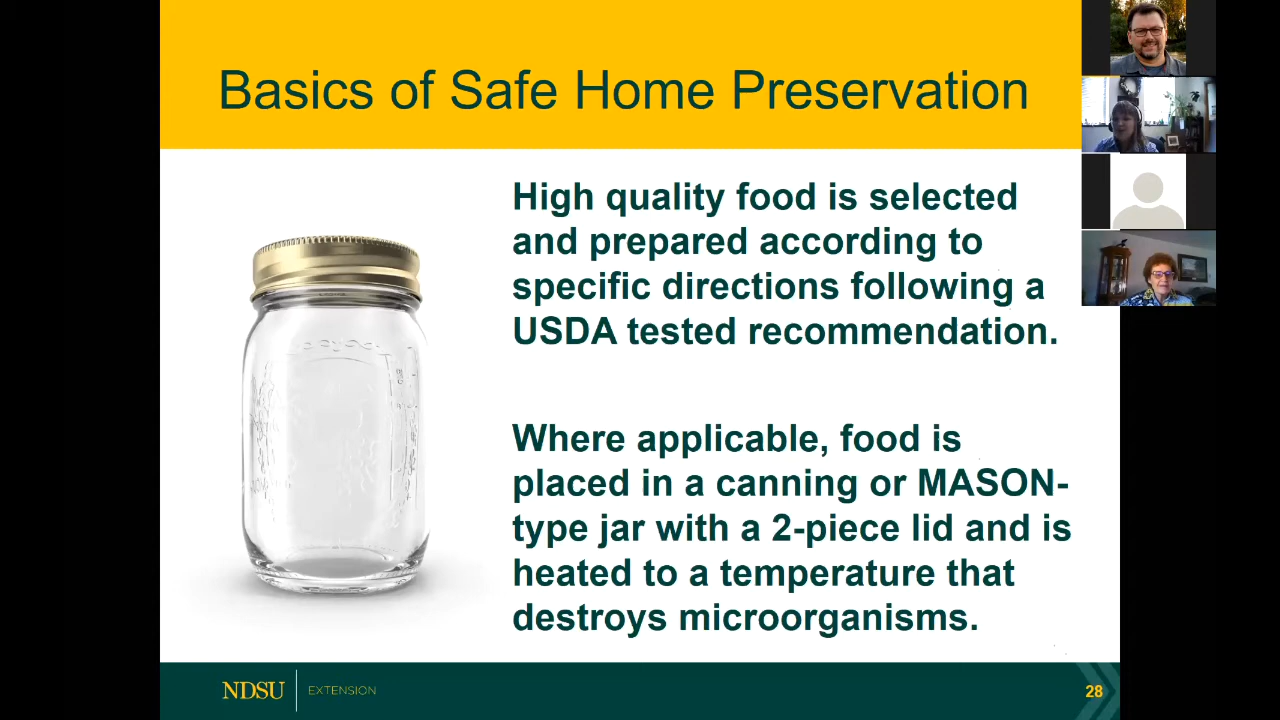 Basics of Safe Home Preservation
High quality food is selected
and prepared according to
specific directions following a
USDA tested recommendation.
Where applicable, food is
placed in a canning or MASON-
type jar with a 2-piece lid and is
heated to a temperature that
destroys microorganisms.
NDSU EXTENSION
28